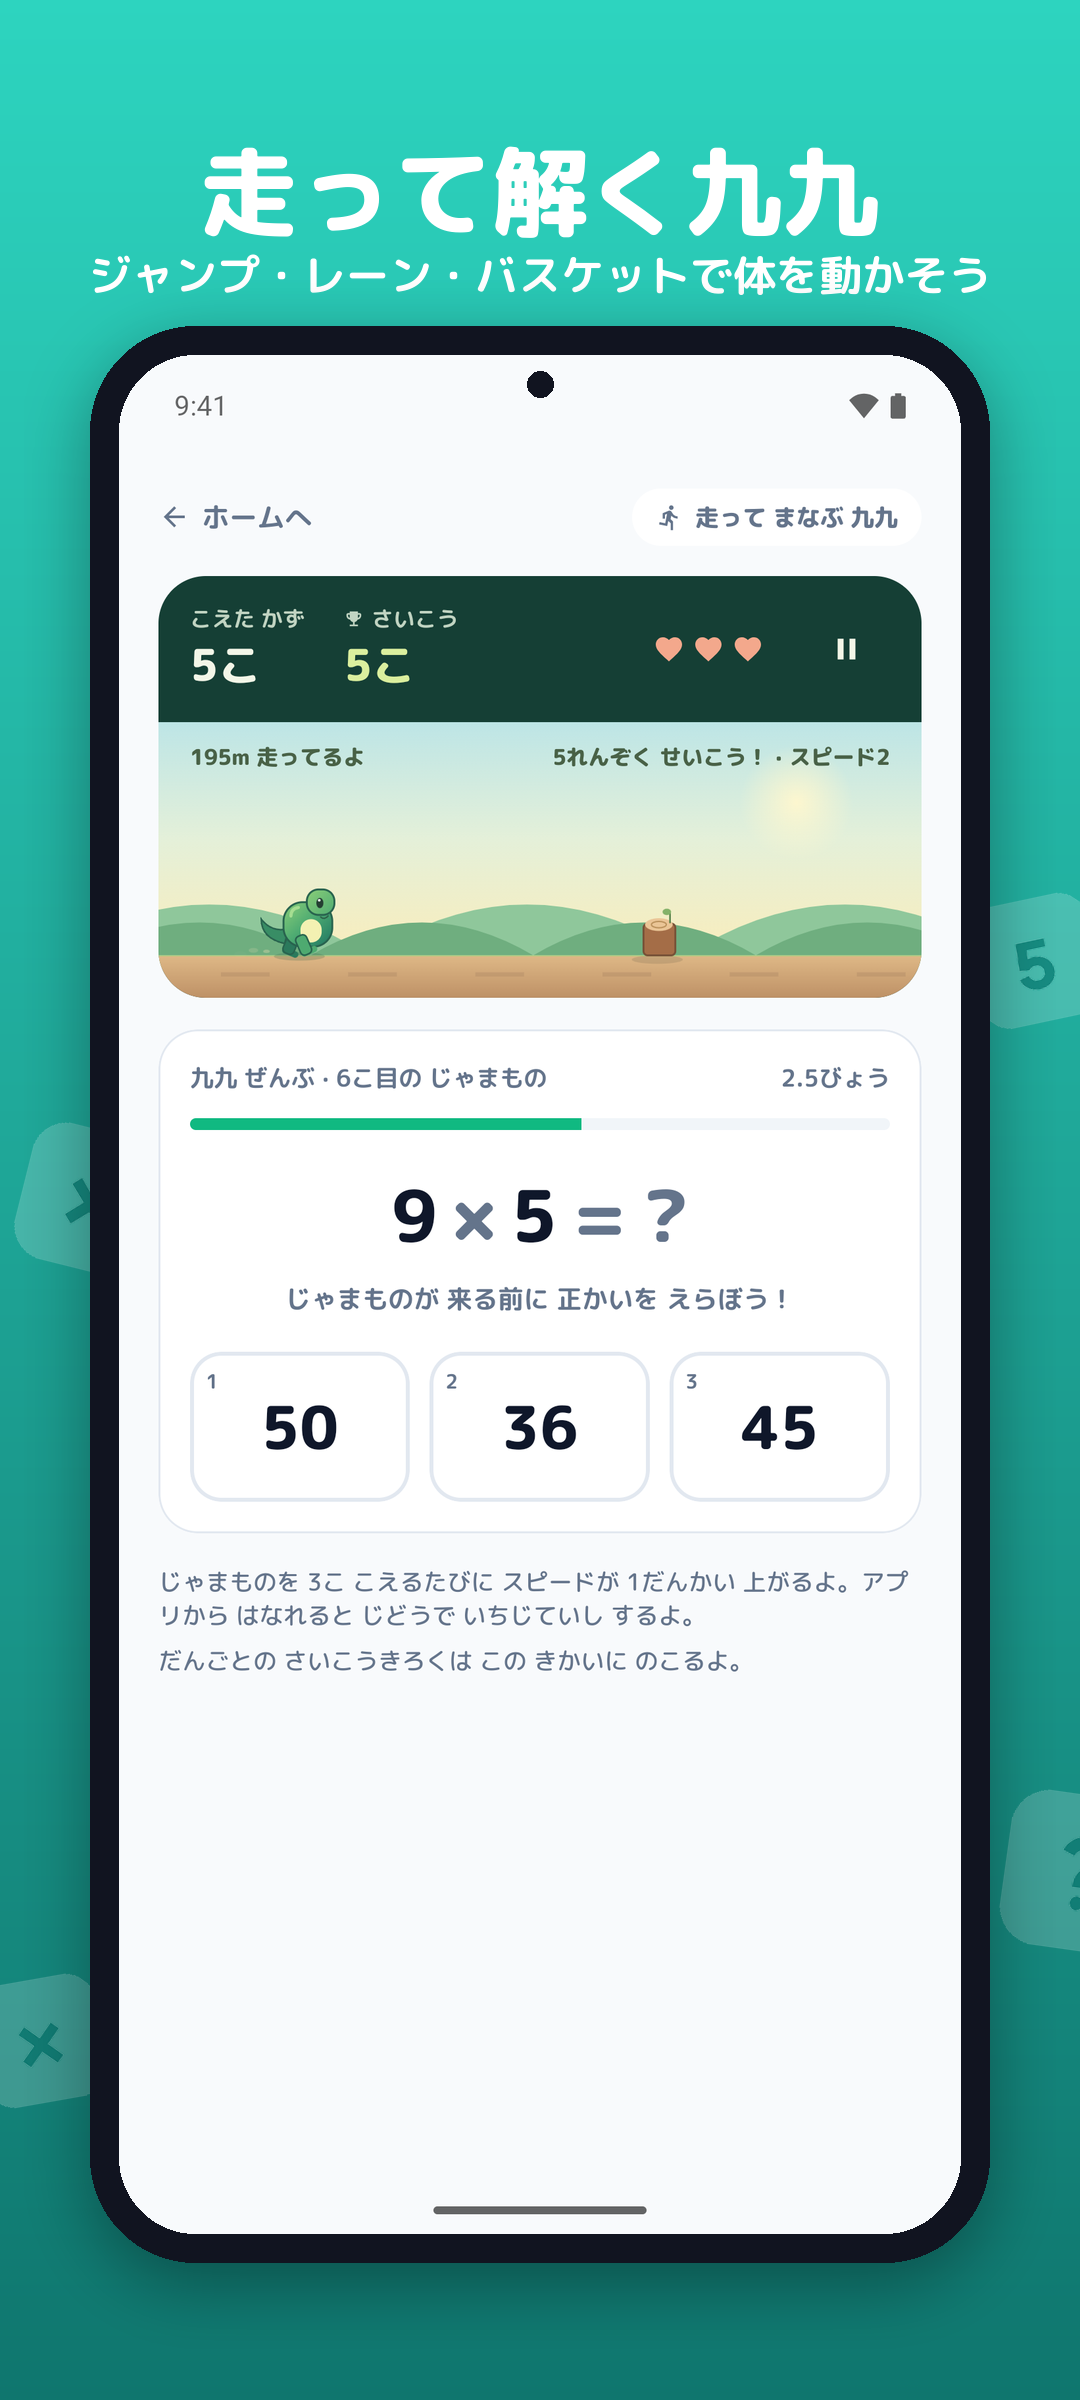 走って解く九九
ジャンプ・レーン・バスケットで体を動かそう
9:41
← ホームへ
走って まなぶ 九九
こえた かず
さいこう
5こ
5こ
195m 走ってるよ
5れんぞく せいこう！ · スピード2
5
九九 ぜんぶ · 6こ目の じゃまもの
2.5びょう
×
9 × 5 = ?
じゃまものが 来る前に 正かいを えらぼう！
1
50
2
36
3
45
じゃまものを 3こ こえるたびに スピードが 1だんかい 上がるよ。アプ
リから はなれると じどうで いちじていし するよ。
だんごとの さいこうきろくは この きかいに のこるよ。
?
×